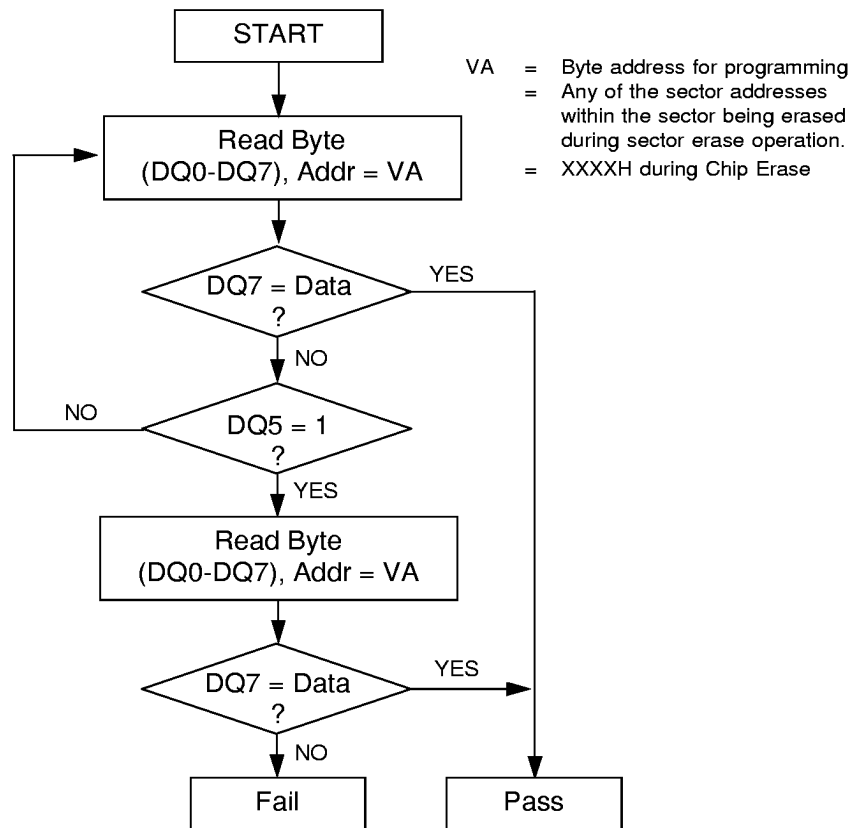 START
VA = Byte address for programming
= Any of the sector addresses
within the sector being erased
during sector erase operation.
= XXXXH during Chip Erase
Read Byte
(DQ0-DQ7), Addr = VA
DQ7 = Data
?
YES
NO
DQ5 = 1
?
NO
YES
Read Byte
(DQ0-DQ7), Addr = VA
DQ7 = Data
?
YES
NO
Fail
Pass